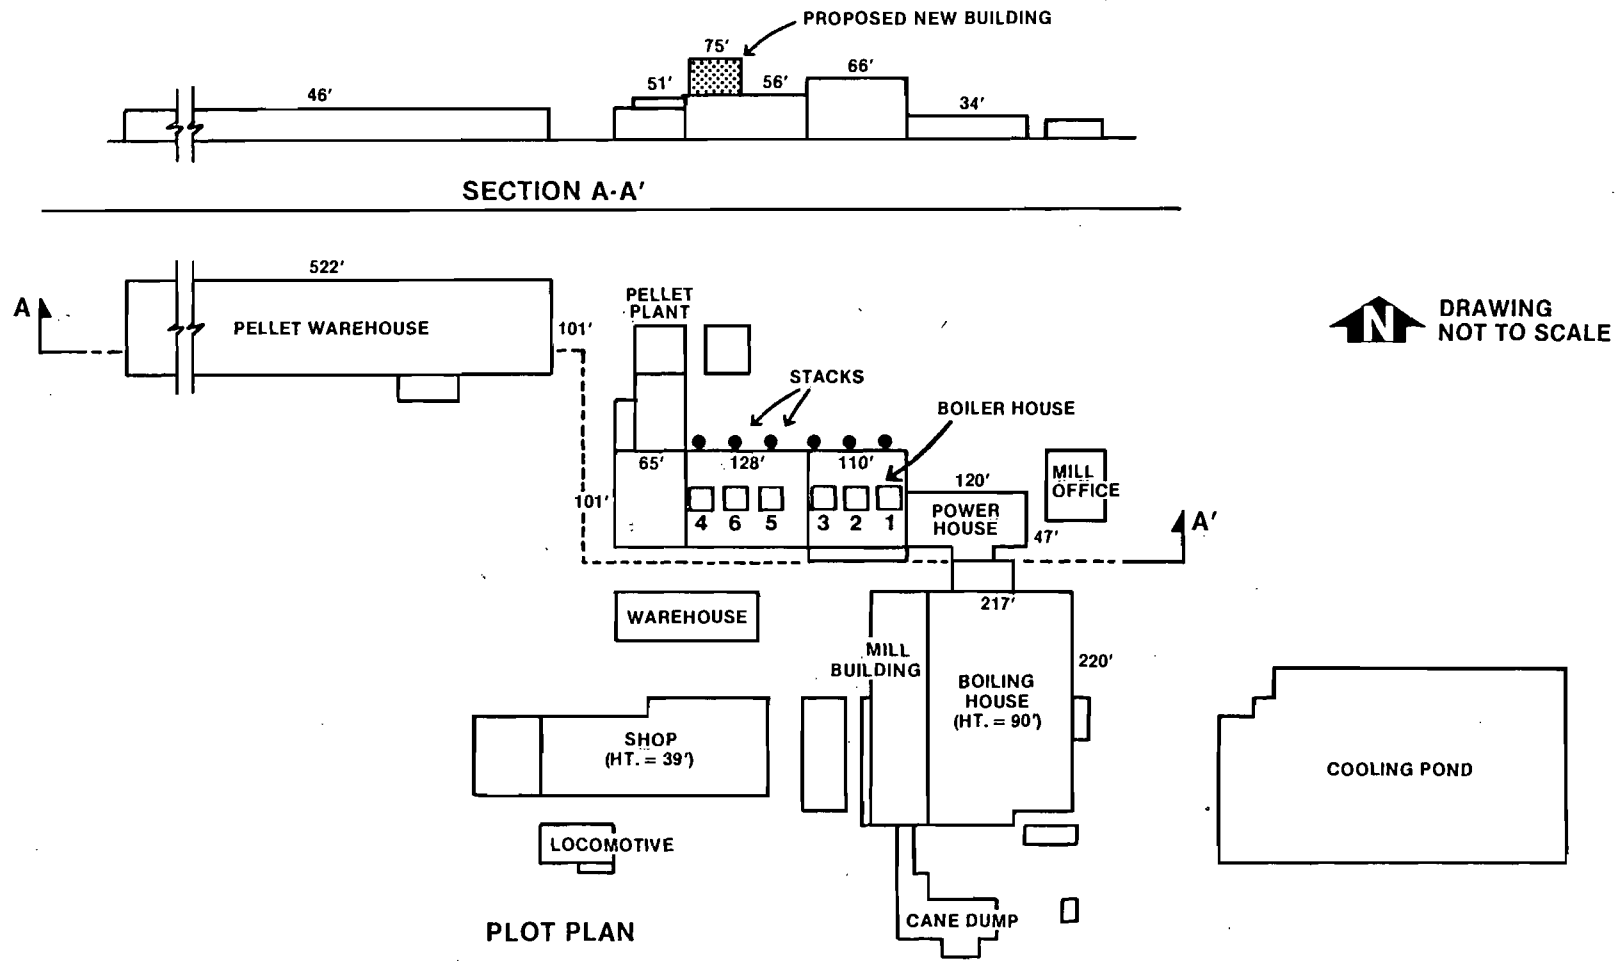 PROPOSED NEW BUILDING
75'
51'
56'
66'
46'
34'
SECTION A-A'
522'
A
PELLET WAREHOUSE
101'
PELLET
PLANT
N
DRAWING
NOT TO SCALE
STACKS
BOILER HOUSE
65'
128'
110'
120'
MILL
OFFICE
101'
4
6
5
3
2
1
POWER
HOUSE
47'
A'
WAREHOUSE
217'
MILL
BUILDING
220'
BOILING
HOUSE
(HT. = 90')
SHOP
(HT. = 39')
COOLING POND
LOCOMOTIVE
CANE DUMP
PLOT PLAN